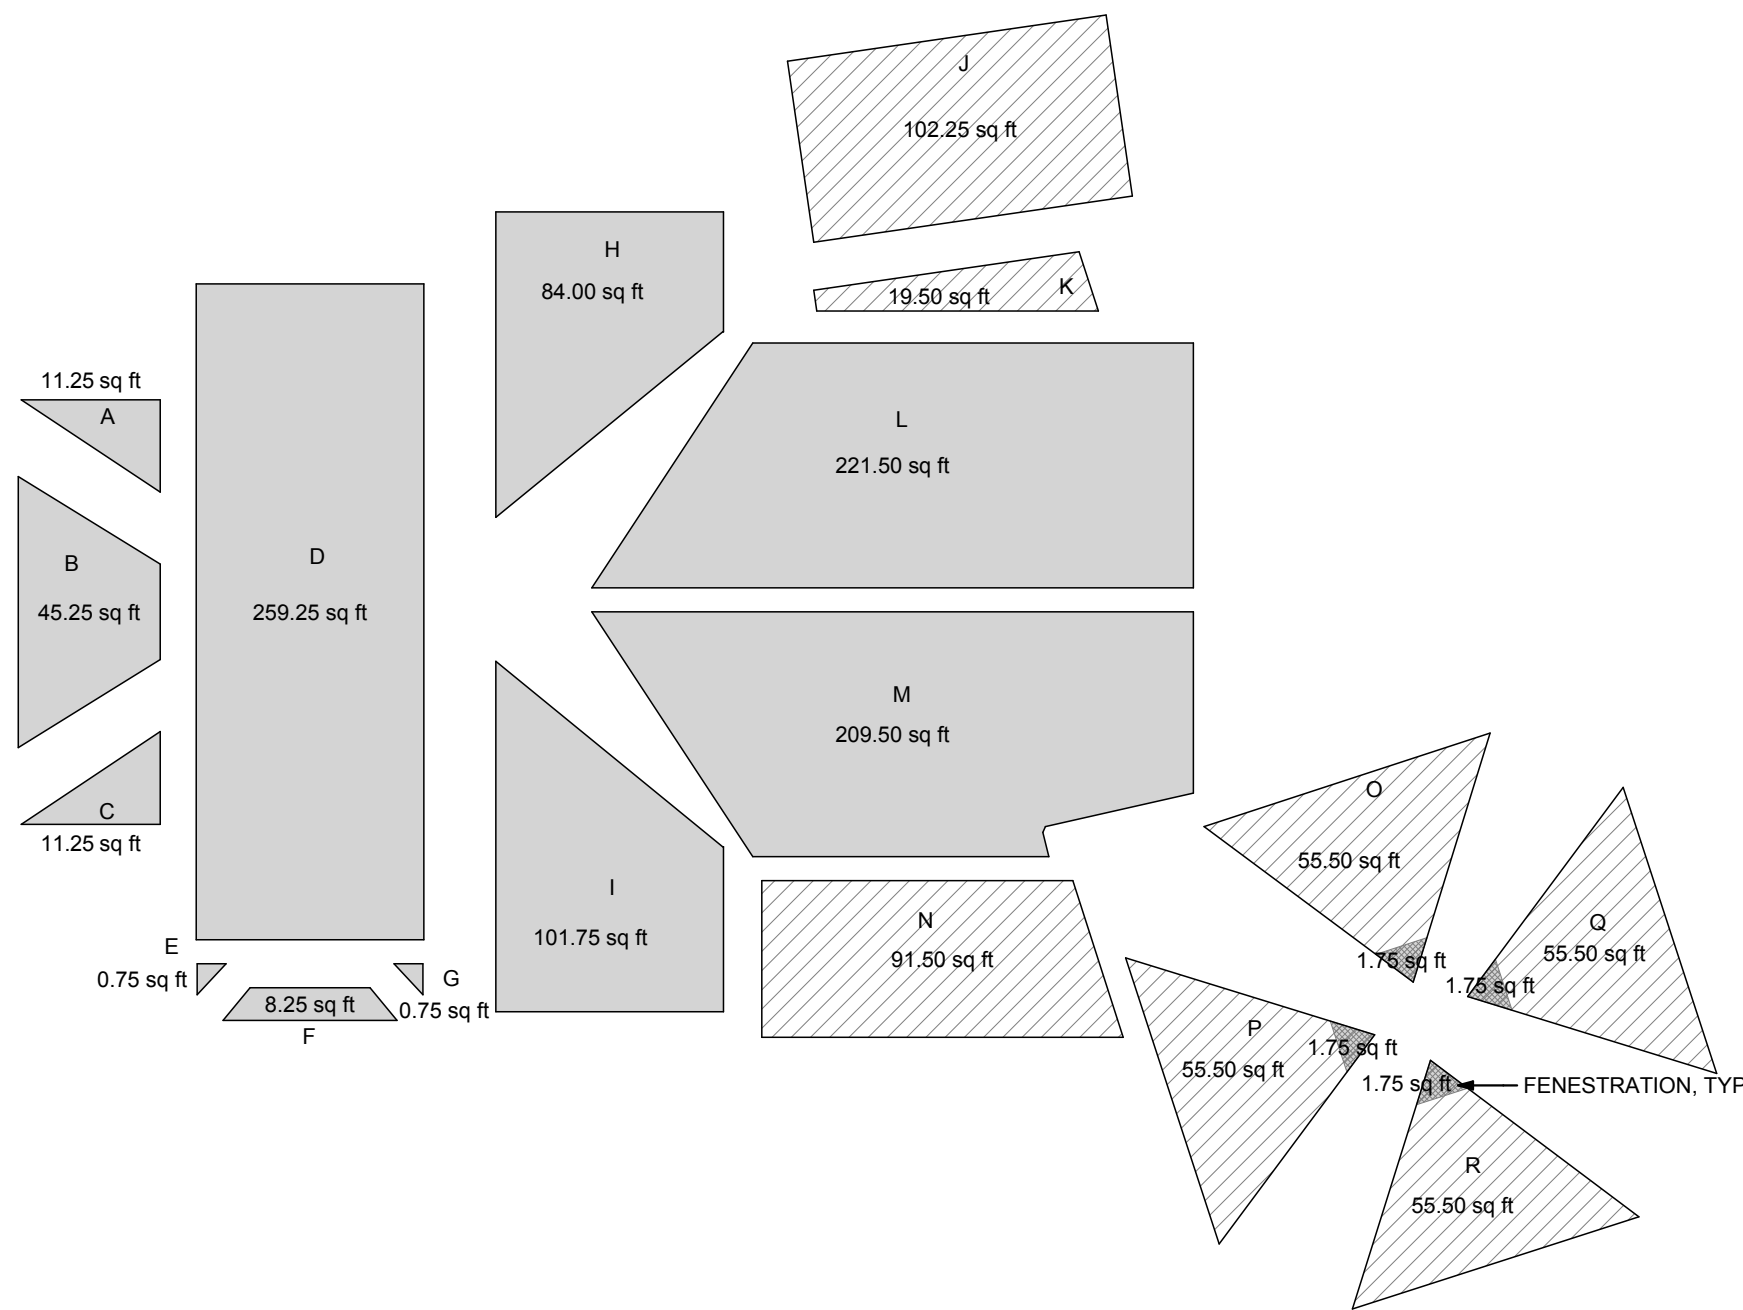 J
102.25 sq ft
H
84.00 sq ft
K
19.50 sq ft
11.25 sq ft
A
L
221.50 sq ft
B
45.25 sq ft
D
259.25 sq ft
M
209.50 sq ft
C
11.25 sq ft
O
55.50 sq ft
1.75 sq ft
I
101.75 sq ft
N
91.50 sq ft
Q
55.50 sq ft
1.75 sq ft
E
0.75 sq ft
G
0.75 sq ft
8.25 sq ft
F
P
55.50 sq ft
1.75 sq ft
1.75 sq ft
FENESTRATION, TYP
R
55.50 sq ft